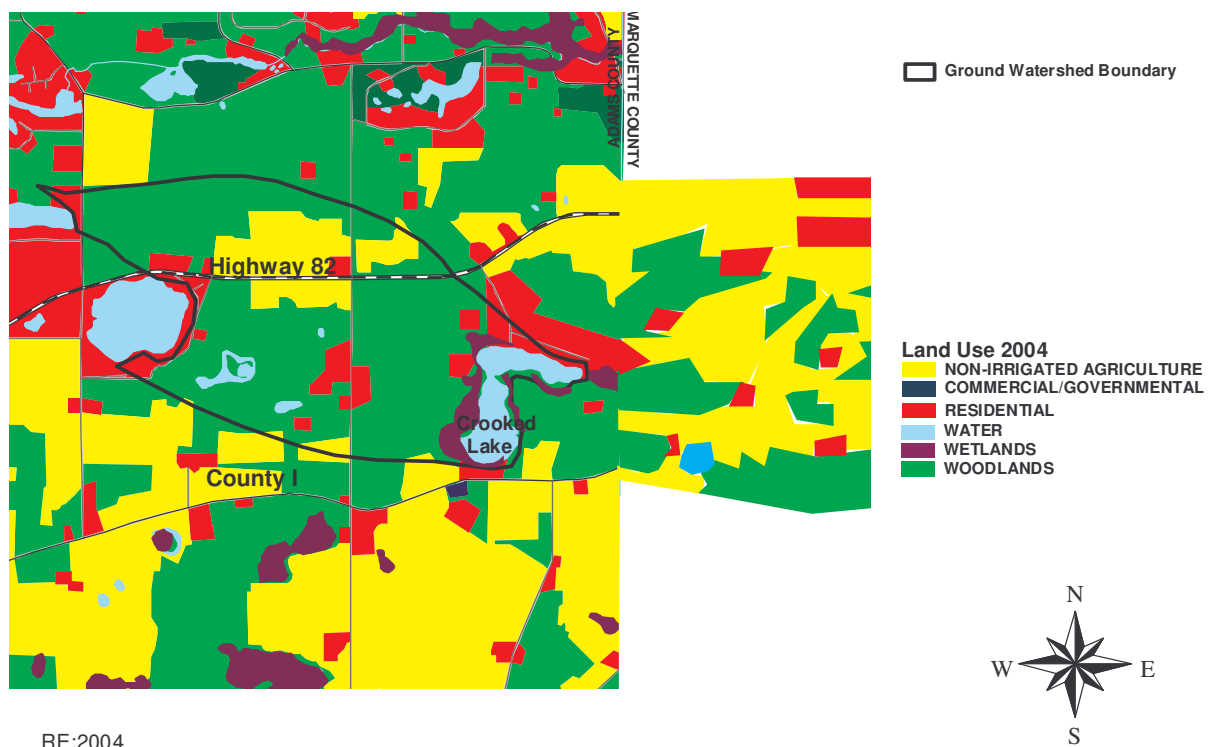 ADAMS COUNTY
MARQUETTE COUNTY
Ground Watershed Boundary
Highway 82
Land Use 2004
NON-IRRIGATED AGRICULTURE
COMMERCIAL/GOVERNMENTAL
RESIDENTIAL
WATER
WETLANDS
WOODLANDS
Crooked
Lake
County I
N
W
E
S
RE:2004